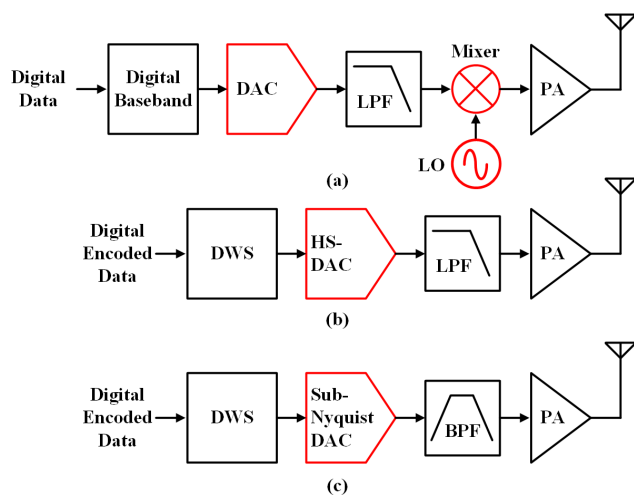 Digital
Data
Digital
Baseband
DAC
LPF
Mixer
LO
PA
(a)
Digital
Encoded
Data
DWS
HS-
DAC
LPF
PA
(b)
Digital
Encoded
Data
DWS
Sub-
Nyquist
DAC
BPF
PA
(c)